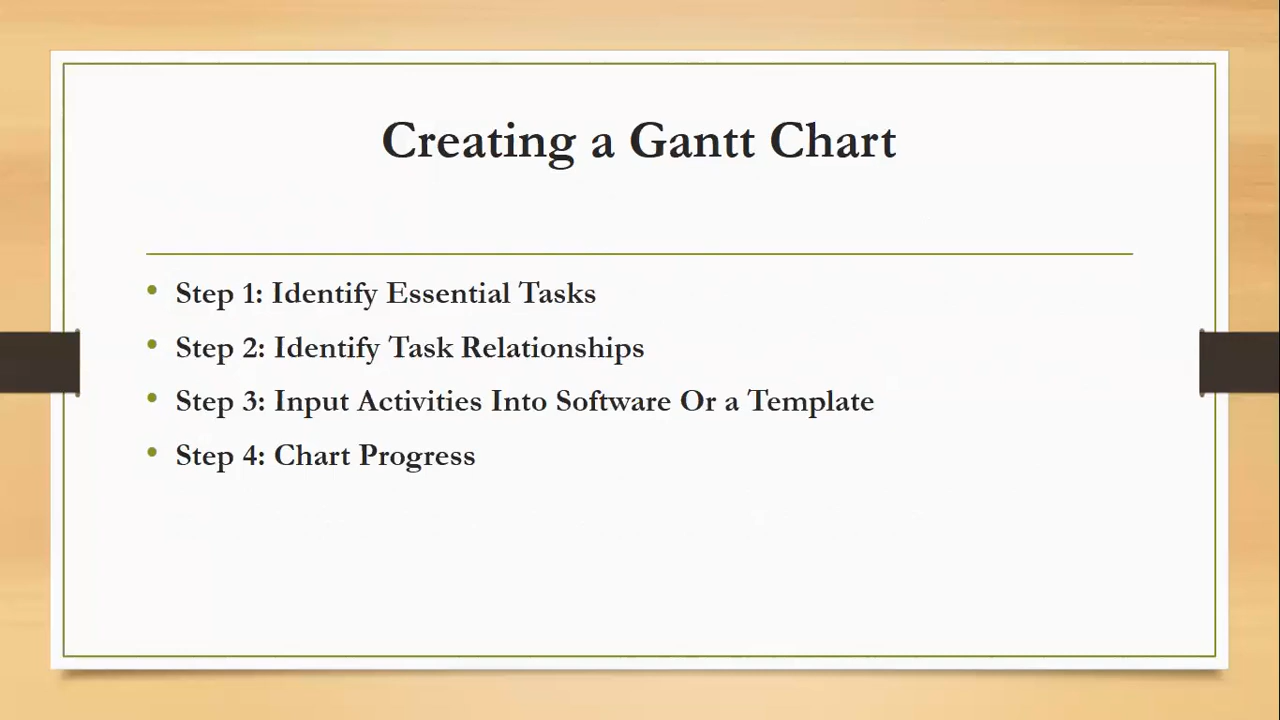 Creating a Gantt Chart
• Step 1: Identify Essential Tasks
• Step 2: Identify Task Relationships
• Step 3: Input Activities Into Software Or a Template
• Step 4: Chart Progress